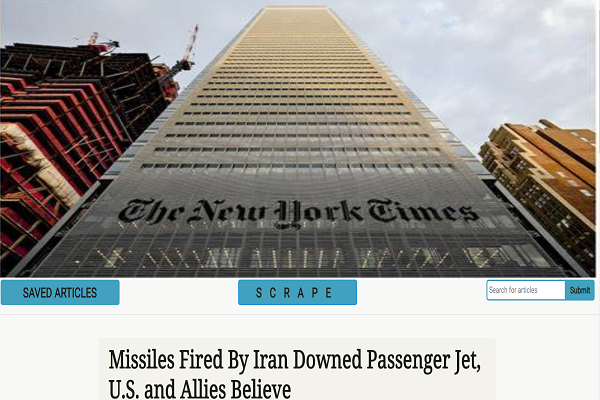 The New York Times
SAVED ARTICLES
SCRAPE
Search for articles
Submit
Missiles Fired By Iran Downed Passenger Jet,
U.S. and Allies Believe